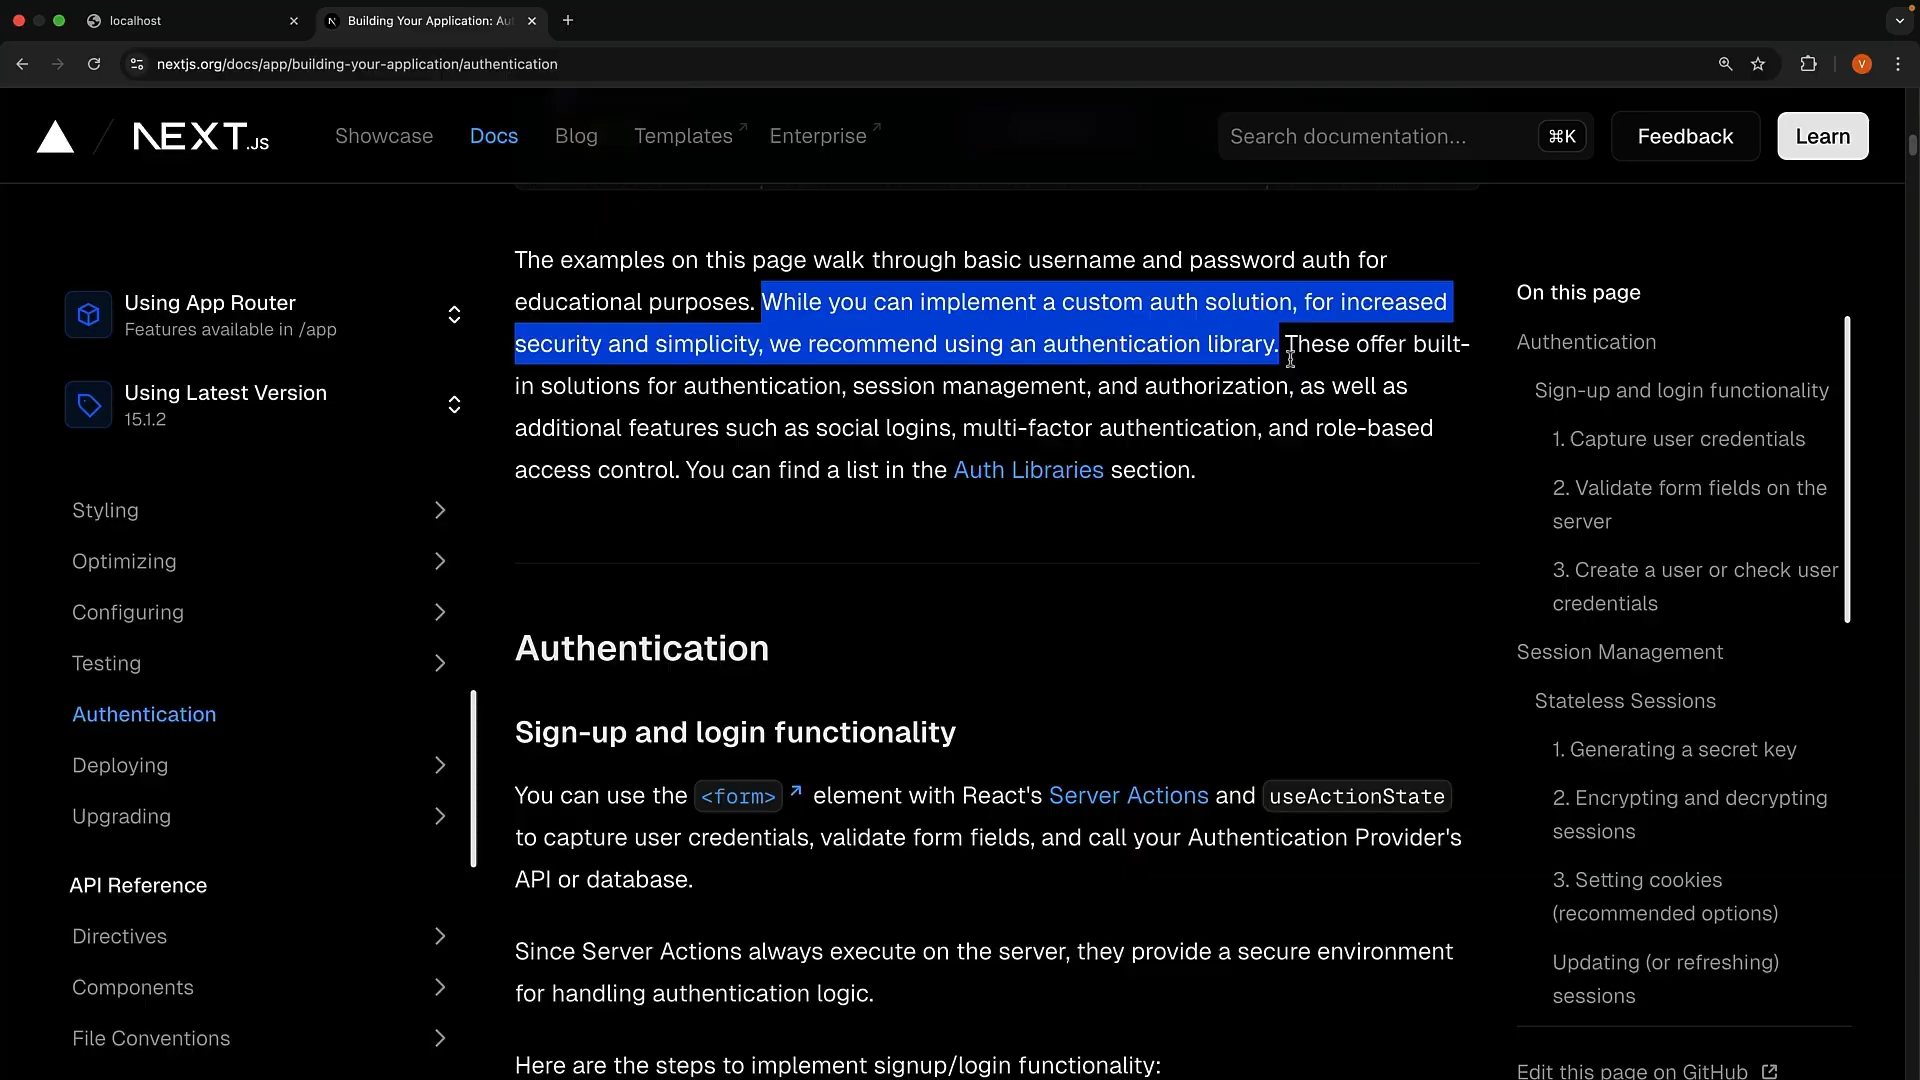 localhost
Building Your Application: Au
nextjs.org/docs/app/building-your-application/authentication
V
NEXT.JS
Showcase
Docs
Blog
Templates
Enterprise
Search documentation...
⌘K
Feedback
Learn
Using App Router
Features available in /app
Using Latest Version
15.1.2
Styling
Optimizing
Configuring
Testing
Authentication
Deploying
Upgrading
API Reference
Directives
Components
File Conventions
The examples on this page walk through basic username and password auth for
educational purposes. While you can implement a custom auth solution, for increased
security and simplicity, we recommend using an authentication library. These offer built-
in solutions for authentication, session management, and authorization, as well as
additional features such as social logins, multi-factor authentication, and role-based
access control. You can find a list in the Auth Libraries section.
Authentication
Sign-up and login functionality
You can use the <form> ↗ element with React's Server Actions and useActionState
to capture user credentials, validate form fields, and call your Authentication Provider's
API or database.
Since Server Actions always execute on the server, they provide a secure environment
for handling authentication logic.
Here are the steps to implement signup/login functionality:
On this page
Authentication
Sign-up and login functionality
1. Capture user credentials
2. Validate form fields on the
server
3. Create a user or check user
credentials
Session Management
Stateless Sessions
1. Generating a secret key
2. Encrypting and decrypting
sessions
3. Setting cookies
(recommended options)
Updating (or refreshing)
sessions
Edit this page on GitHub